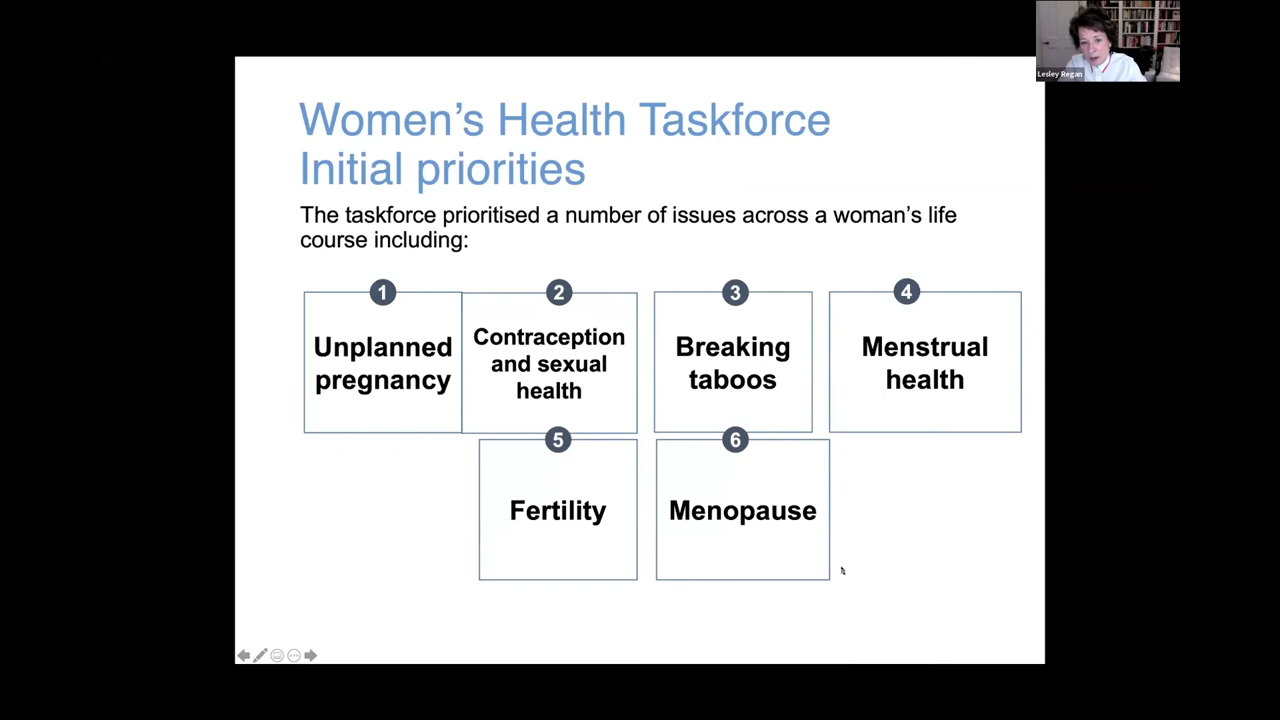 Lesley Regan
Women’s Health Taskforce
Initial priorities
The taskforce prioritised a number of issues across a woman’s life
course including:
1
Unplanned
pregnancy
2
Contraception
and sexual
health
3
Breaking
taboos
4
Menstrual
health
5
Fertility
6
Menopause